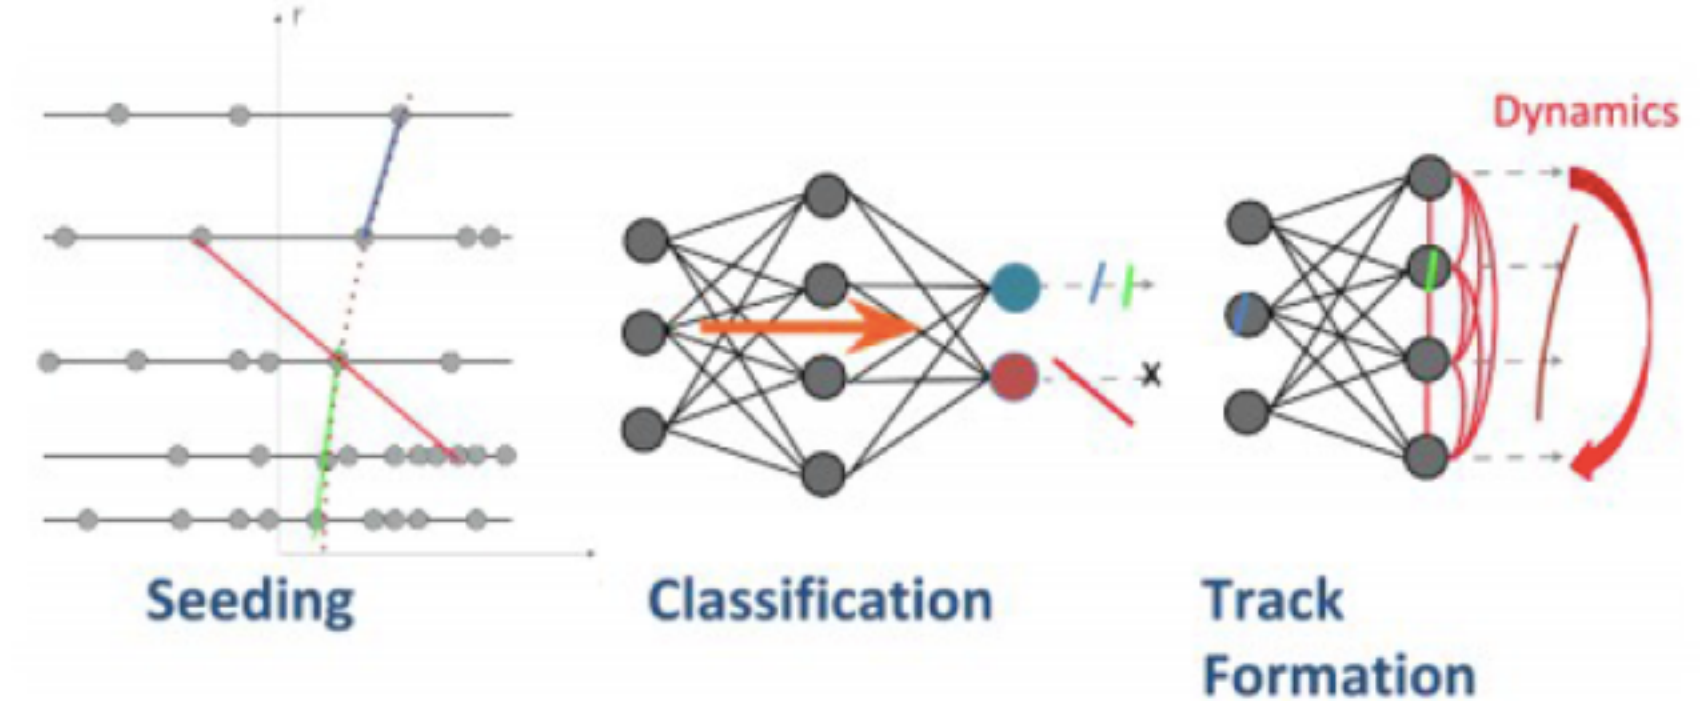 r
Dynamics
x
Seeding
Classification
Track
Formation